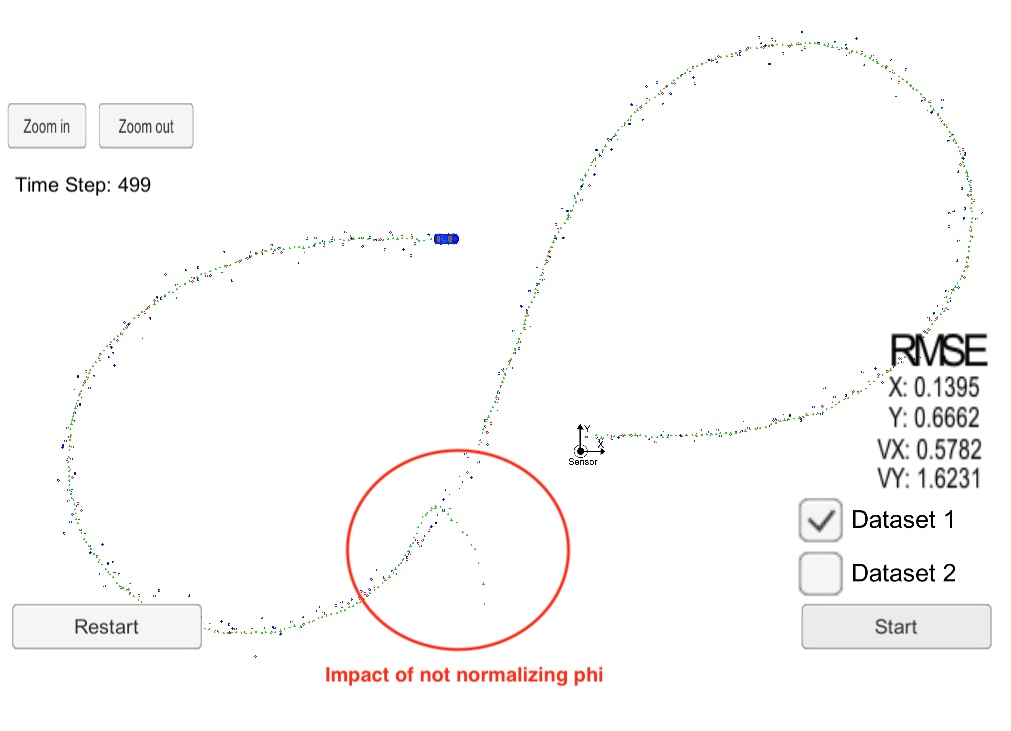 Zoom in
Zoom out
Time Step: 499
RMSE
X: 0.1395
Y: 0.6662
VX: 0.5782
VY: 1.6231
Y
X
Sensor
Dataset 1
Dataset 2
Restart
Start
Impact of not normalizing phi